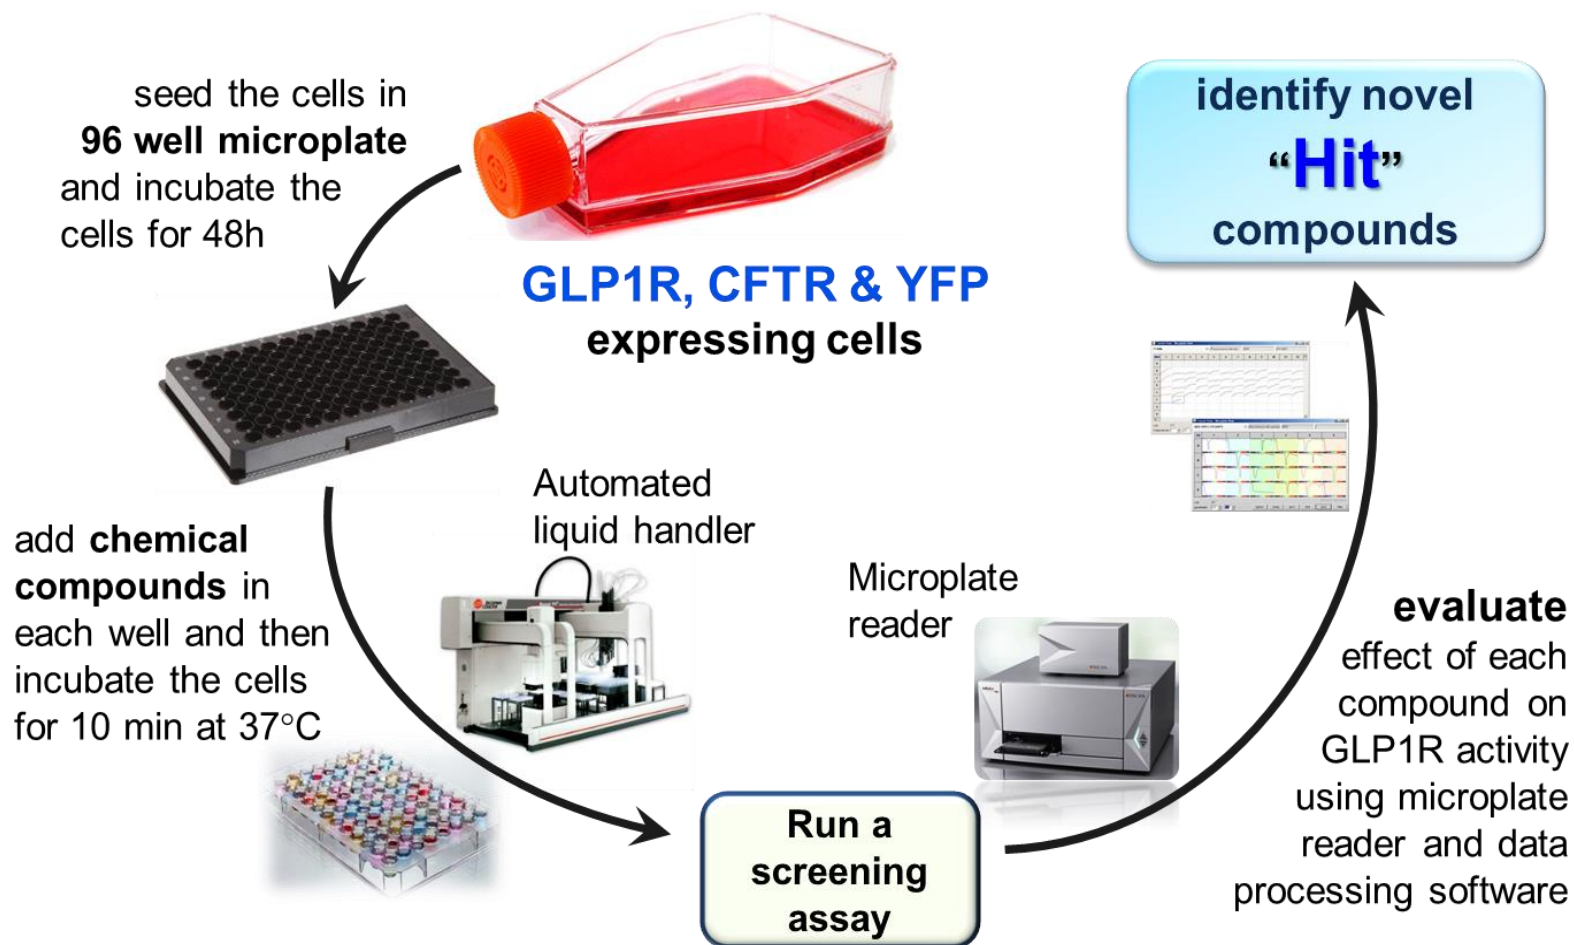 seed the cells in
96 well microplate
and incubate the
cells for 48h
GLP1R, CFTR & YFP
expressing cells
add chemical
compounds in
each well and then
incubate the cells
for 10 min at 37°C
Automated
liquid handler
Run a
screening
assay
Microplate
reader
evaluate
effect of each
compound on
GLP1R activity
using microplate
reader and data
processing software
identify novel
“Hit”
compounds